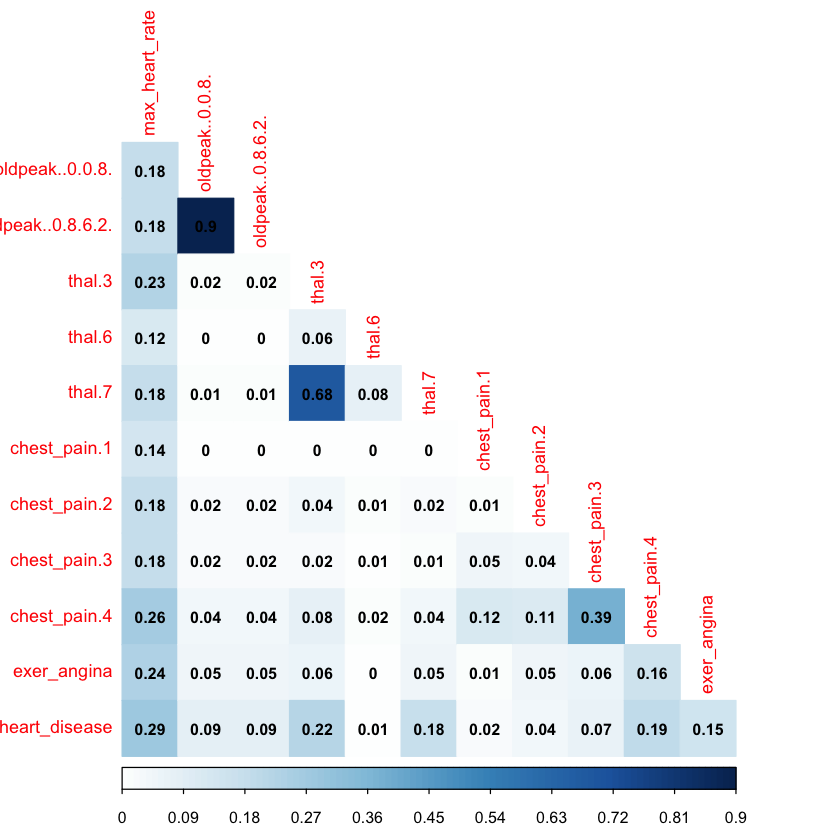 max_heart_rate
oldpeak..0.0.8.
oldpeak..0.8.6.2.
thal.3
thal.6
thal.7
chest_pain.1
chest_pain.2
chest_pain.3
chest_pain.4
exer_angina
oldpeak..0.0.8. 0.18
dpeak..0.8.6.2. 0.18 0.9
thal.3 0.23 0.02 0.02
thal.6 0.12 0 0 0.06
thal.7 0.18 0.01 0.01 0.68 0.08
chest_pain.1 0.14 0 0 0 0 0
chest_pain.2 0.18 0.02 0.02 0.04 0.01 0.02 0.01
chest_pain.3 0.18 0.02 0.02 0.02 0.01 0.01 0.05 0.04
chest_pain.4 0.26 0.04 0.04 0.08 0.02 0.04 0.12 0.11 0.39
exer_angina 0.24 0.05 0.05 0.06 0 0.05 0.01 0.05 0.06 0.16
heart_disease 0.29 0.09 0.09 0.22 0.01 0.18 0.02 0.04 0.07 0.19 0.15
0 0.09 0.18 0.27 0.36 0.45 0.54 0.63 0.72 0.81 0.9